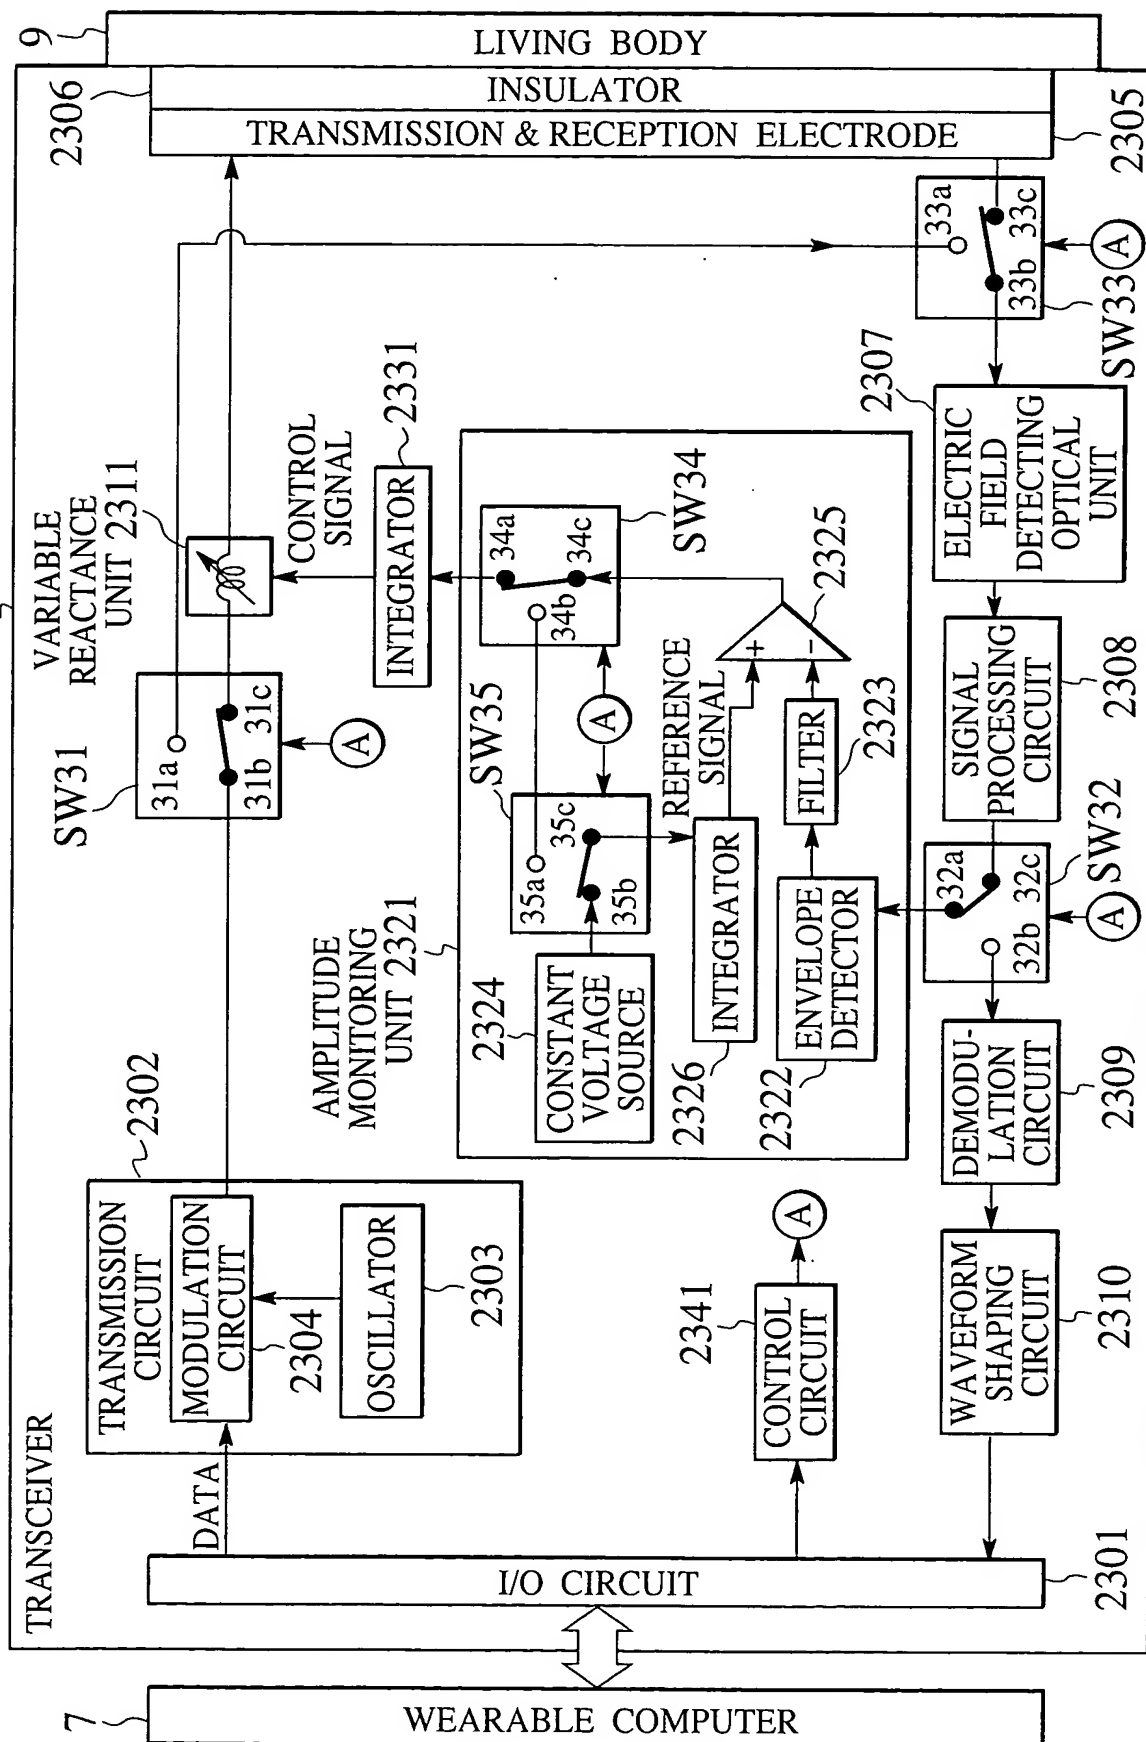 TRANSCEIVER
7
WEARABLE COMPUTER
I/O CIRCUIT
2301
DATA
TRANSMISSION
CIRCUIT
2302
MODULATION
CIRCUIT
2304
OSCILLATOR
2303
SW31
31a
31b
31c
A
VARIABLE
REACTANCE
UNIT 2311
CONTROL
SIGNAL
INTEGRATOR
2331
AMPLITUDE
MONITORING
UNIT 2321
2324
CONSTANT
VOLTAGE
SOURCE
SW35
35a
35b
35c
A
34a
34b
34c
SW34
REFERENCE
SIGNAL
INTEGRATOR
2326
ENVELOPE
DETECTOR
2322
FILTER
2323
+
−
2325
2341
CONTROL
CIRCUIT
A
WAVEFORM
SHAPING
CIRCUIT
2310
DEMODU-
LATION
CIRCUIT
2309
32a
32b
32c
SW32
A
SIGNAL
PROCESSING
CIRCUIT
2308
2307
ELECTRIC
FIELD
DETECTING
OPTICAL
UNIT
33a
33b
33c
SW33
A
2306
9
LIVING BODY
INSULATOR
TRANSMISSION & RECEPTION ELECTRODE
2305